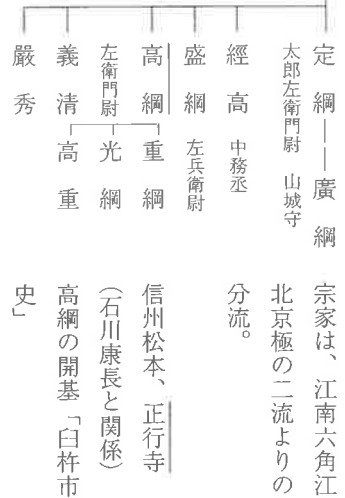 定綱――廣綱
太郎左衛門尉 山城守
經高 中務丞
盛綱 左兵衛尉
高綱 重綱
左衛門尉 光綱
義清 高重
嚴秀
宗家は、江南六角江
北京極の二流よりの
分流。
信州松本、正行寺
(石川康長と関係)
高綱の開基「臼杵市
史」